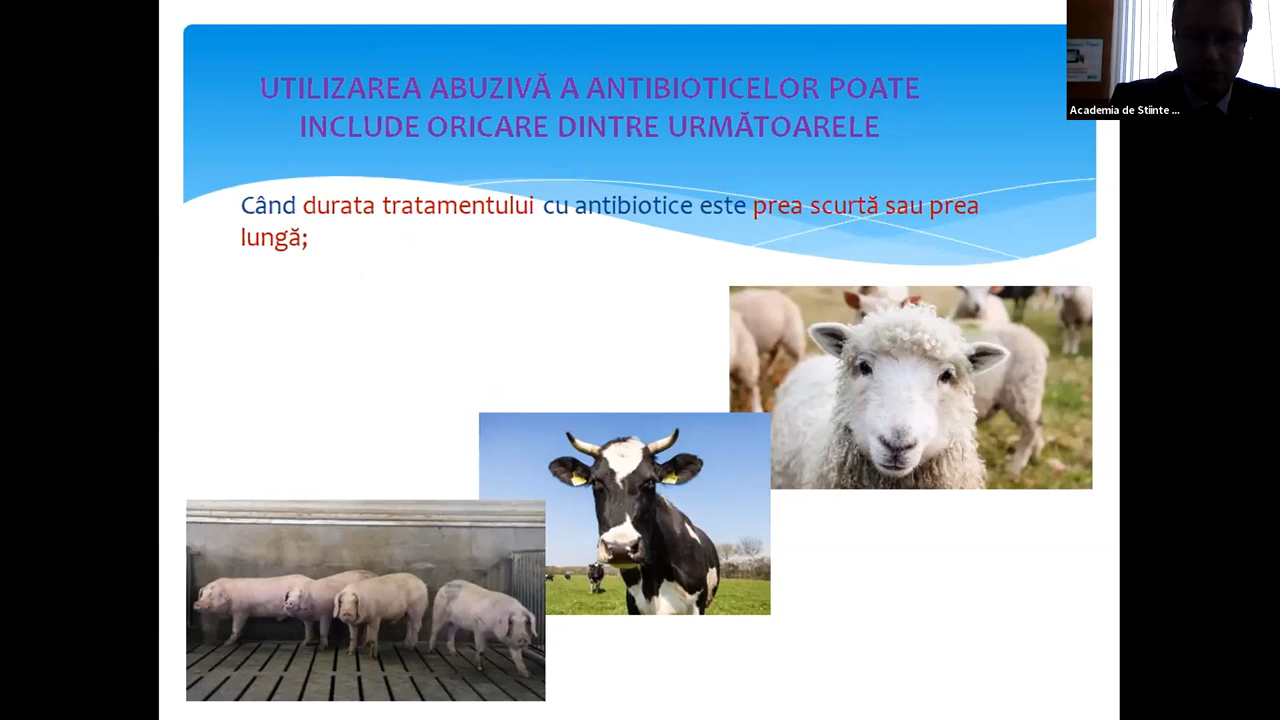 UTILIZAREA ABUZIVĂ A ANTIBIOTICELOR POATE
INCLUDE ORICARE DINTRE URMĂTOARELE
Când durata tratamentului cu antibiotice este prea scurtă sau prea
lungă;
Academia de Stiinte ...